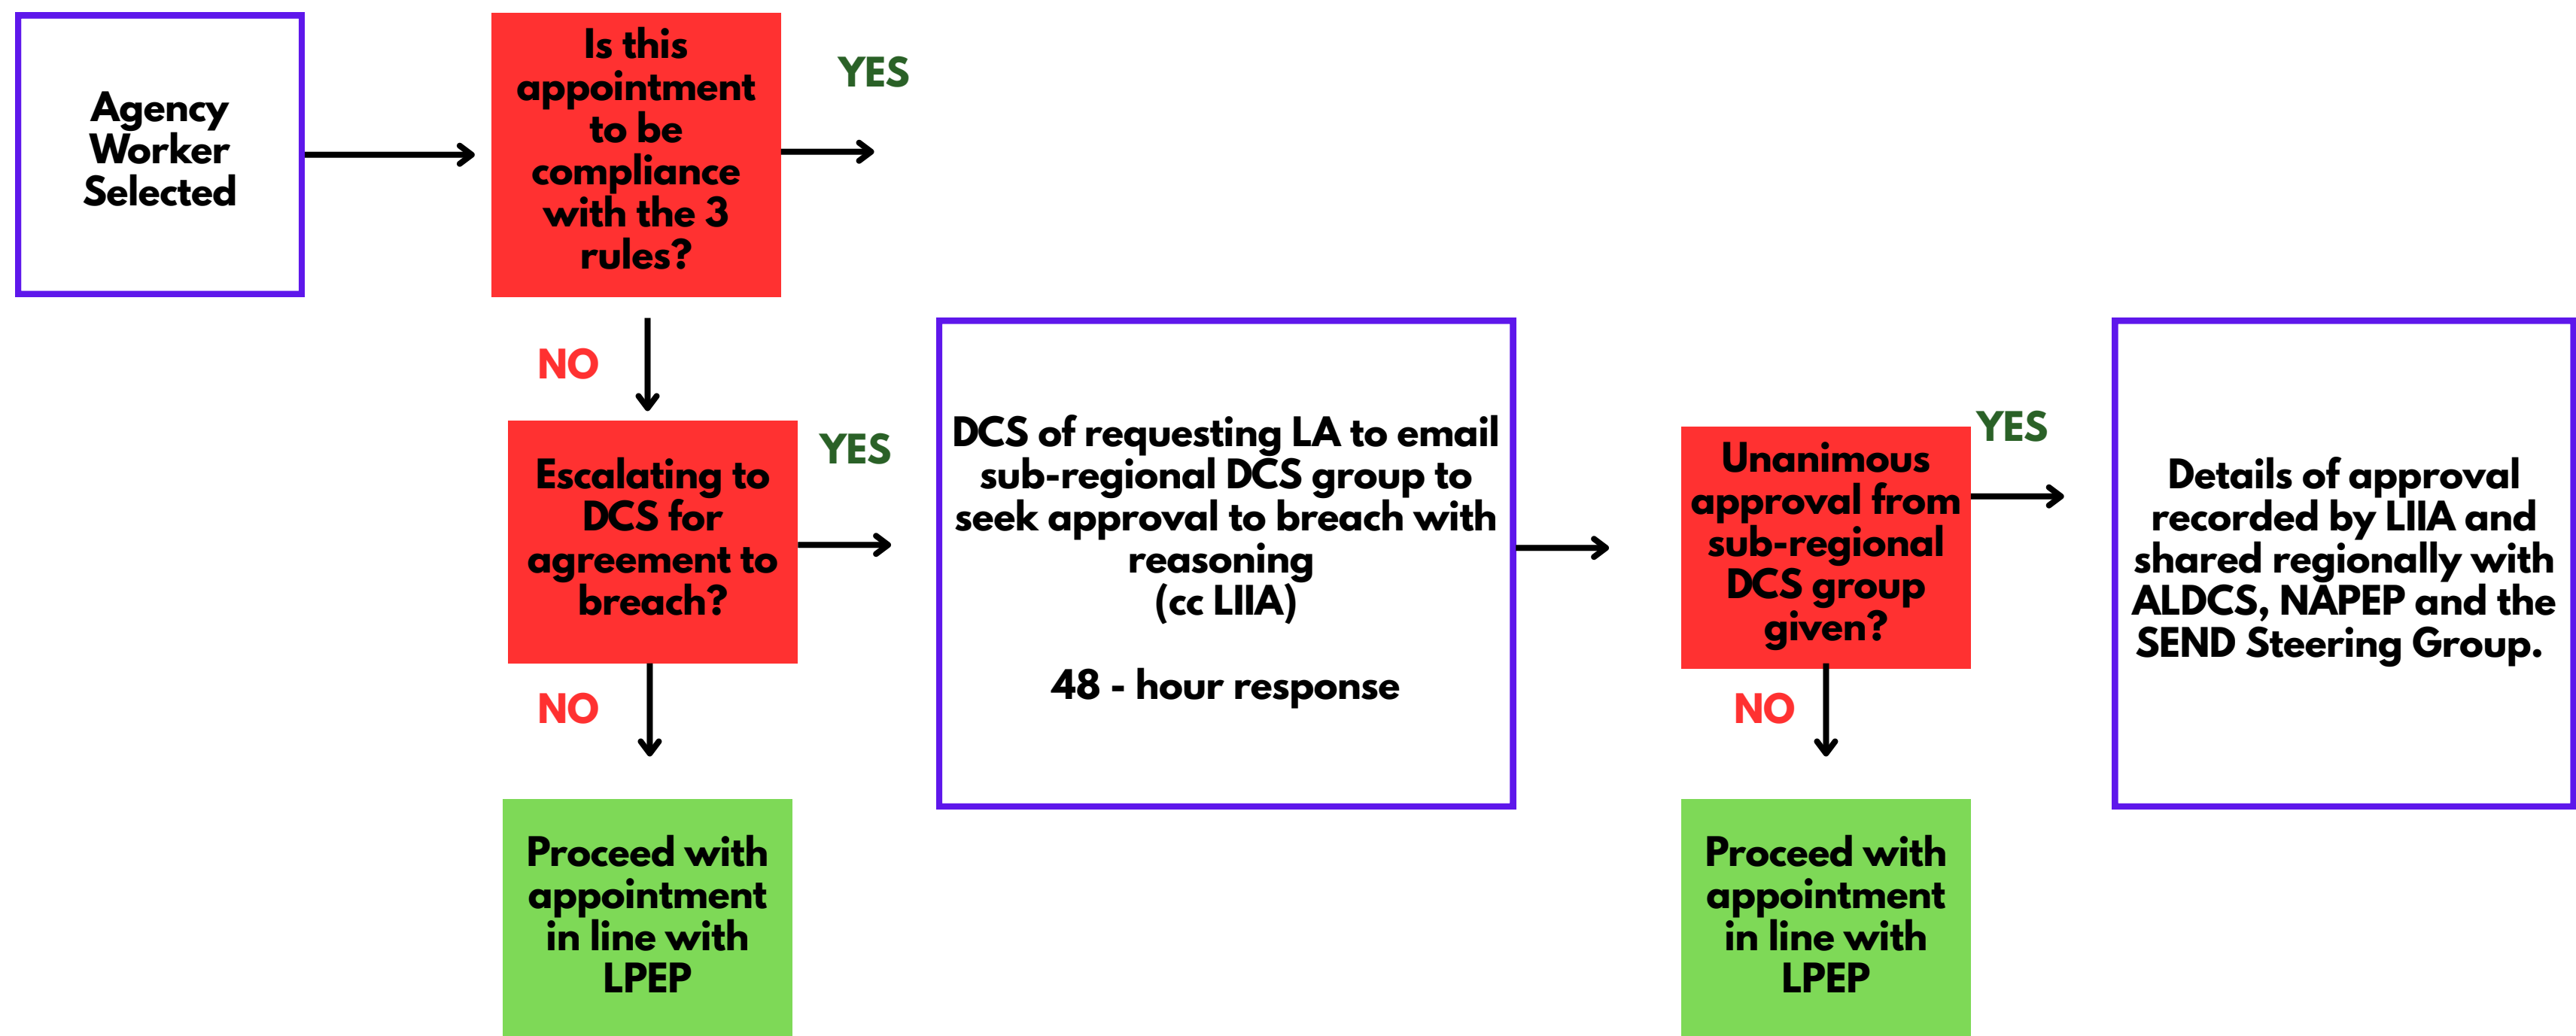 Agency
Worker
Selected
Is this
appointment
to be
compliance
with the 3
rules?
YES
NO
Escalating to
DCS for
agreement to
breach?
YES
NO
Proceed with
appointment
in line with
LPEP
DCS of requesting LA to email
sub-regional DCS group to
seek approval to breach with
reasoning
(cc LIIA)
48 - hour response
Unanimous
approval from
sub-regional
DCS group
given?
YES
NO
Proceed with
appointment
in line with
LPEP
Details of approval
recorded by LIIA and
shared regionally with
ALDCS, NAPEP and the
SEND Steering Group.